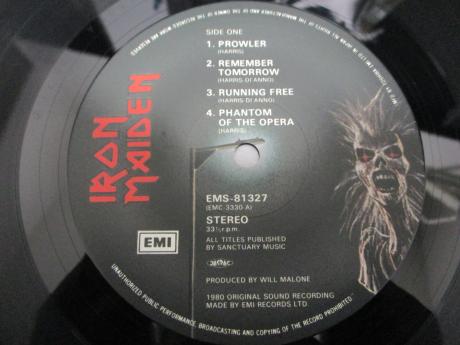 IRON
MAIDEN
SIDE ONE
1. PROWLER
(HARRIS)
2. REMEMBER
TOMORROW
(HARRIS-DI'ANNO)
3. RUNNING FREE
(HARRIS-DI'ANNO)
4. PHANTOM
OF THE OPERA
(HARRIS)
EMS-81327
(EMC-3330-A)
STEREO
33⅓r.p.m.
EMI
ALL TITLES PUBLISHED
BY SANCTUARY MUSIC
JASRAC
PRODUCED BY WILL MALONE
1980 ORIGINAL SOUND RECORDING
MADE BY EMI RECORDS LTD
UNAUTHORIZED PUBLIC PERFORMANCE, BROADCASTING AND COPYING OF THE RECORD PROHIBITED